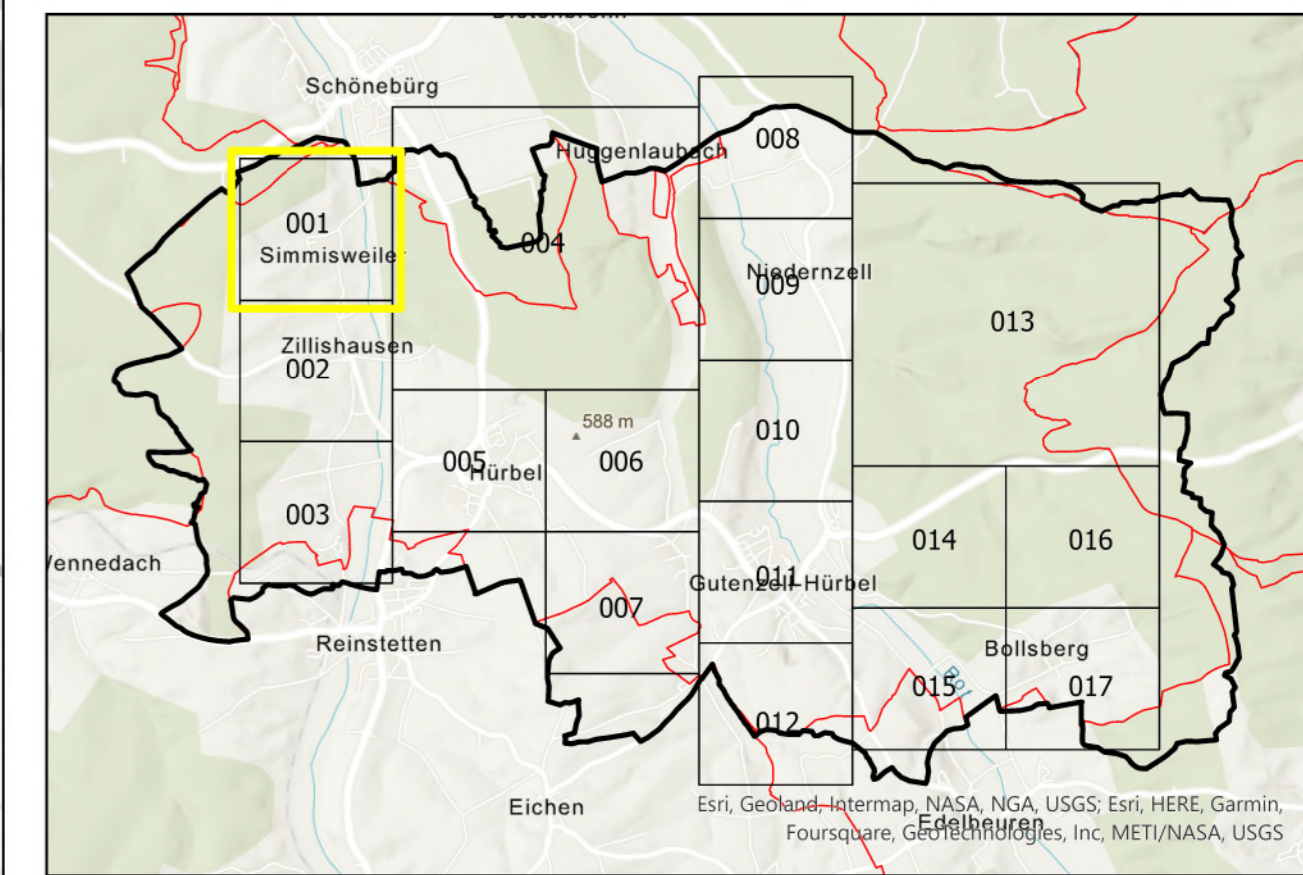 Schönebürg
Huggenlaubach
008
001
Simmisweiler
004
Niedernzell
009
013
Zillishausen
002
588 m
010
005
Hürbel
006
003
014
016
Wennedach
011
Gutenzell-Hürbel
007
Reinstetten
Bollsberg
Rot
015
017
012
Eichen
Esri, Geoland, Intermap, NASA, NGA, USGS; Esri, HERE, Garmin,
Edelbeuren
Foursquare, GeoTechnologies, Inc, METI/NASA, USGS